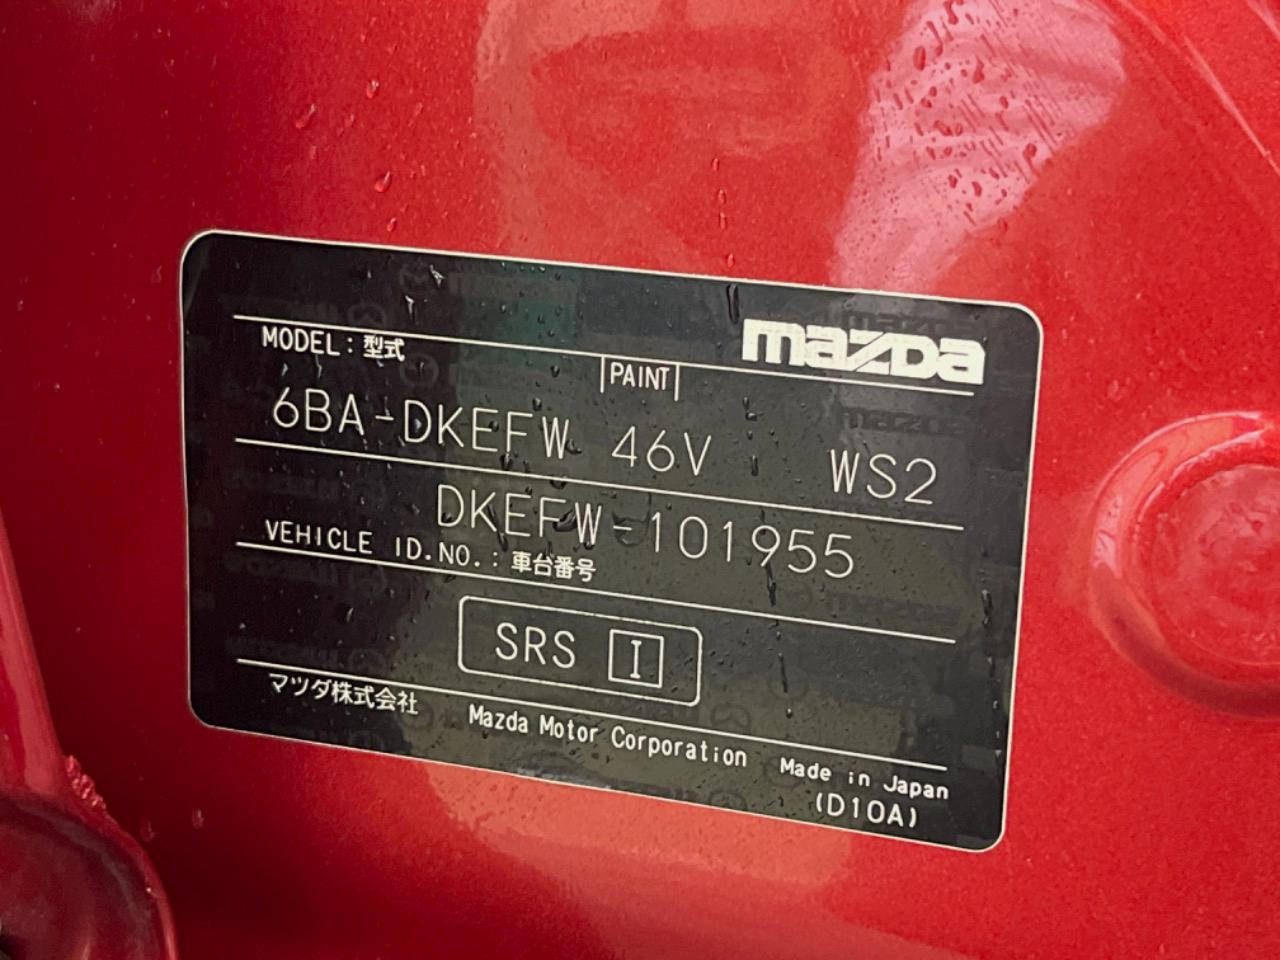 mazda
MODEL: 型式
PAINT
6BA-DKEFW 46V WS2
DKEFW-101955
VEHICLE ID.NO.: 車台番号
SRS I
マツダ株式会社 Mazda Motor Corporation Made in Japan
(D10A)